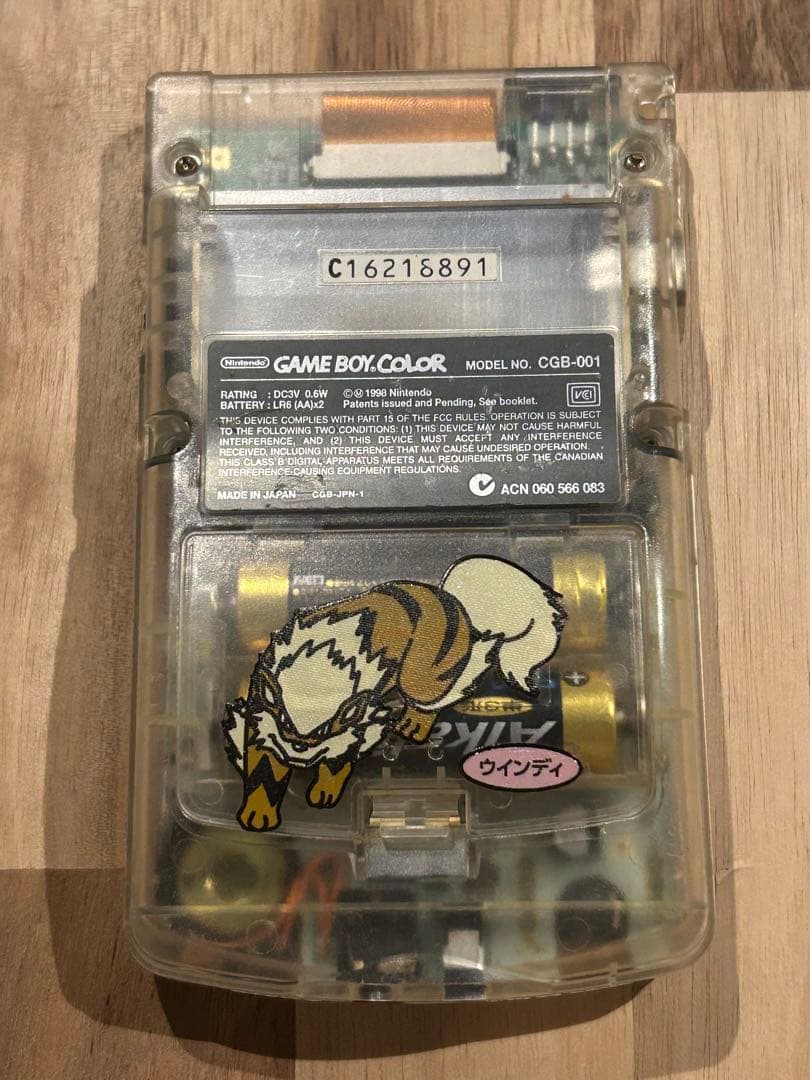 C16218891
Nintendo GAME BOY COLOR MODEL NO. CGB-001
RATING : DC3V 0.6W ©Ⓜ 1998 Nintendo
BATTERY : LR6 (AA)x2 Patents issued and Pending, See booklet. VCI
THIS DEVICE COMPLIES WITH PART 15 OF THE FCC RULES. OPERATION IS SUBJECT
TO THE FOLLOWING TWO CONDITIONS: (1) THIS DEVICE MAY NOT CAUSE HARMFUL
INTERFERENCE, AND (2) THIS DEVICE MUST ACCEPT ANY INTERFERENCE
RECEIVED, INCLUDING INTERFERENCE THAT MAY CAUSE UNDESIRED OPERATION.
THIS CLASS B DIGITAL APPARATUS MEETS ALL REQUIREMENTS OF THE CANADIAN
INTERFERENCE-CAUSING EQUIPMENT REGULATIONS.
MADE IN JAPAN CGB-JPN-1 ACN 060 566 083
+
Alka
ウインディ